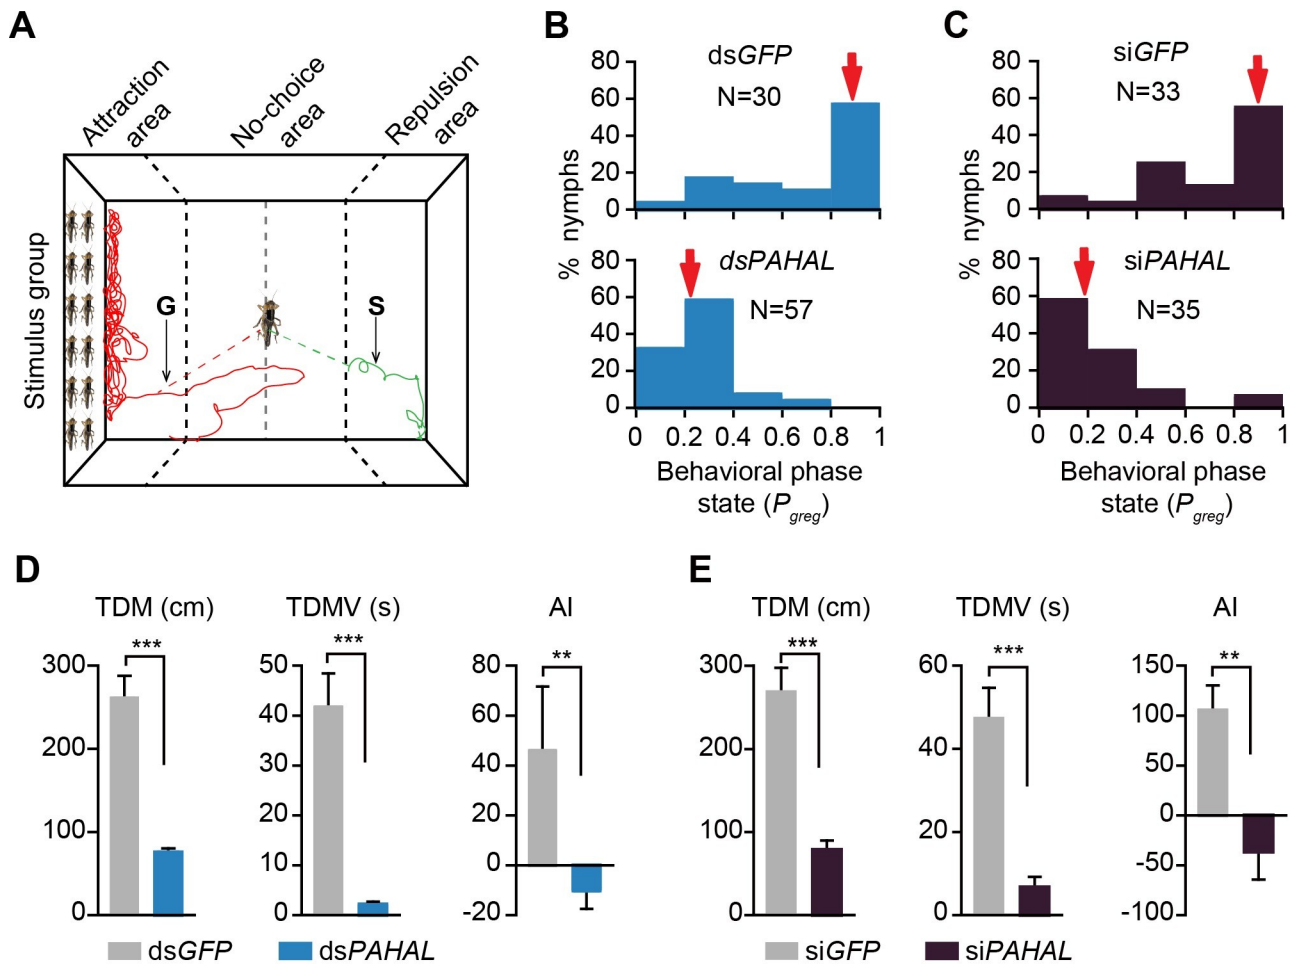 A
Attraction
area
No-choice
area
Repulsion
area
Stimulus group
G
S
B
% nymphs
80
60
40
20
0
dsGFP
N=30
80
60
40
20
0
dsPAHAL
N=57
0 0.2 0.4 0.6 0.8 1
Behavioral phase
state (Pgreg)
C
% nymphs
80
60
40
20
0
siGFP
N=33
80
60
40
20
0
siPAHAL
N=35
0 0.2 0.4 0.6 0.8 1
Behavioral phase
state (Pgreg)
D
TDM (cm)
***
300
200
100
0
TDMV (s)
***
50
40
30
20
10
0
AI
**
80
60
40
20
0
-20
dsGFP dsPAHAL
E
TDM (cm)
***
300
200
100
0
TDMV (s)
***
60
40
20
0
AI
**
150
100
50
0
-50
-100
siGFP siPAHAL